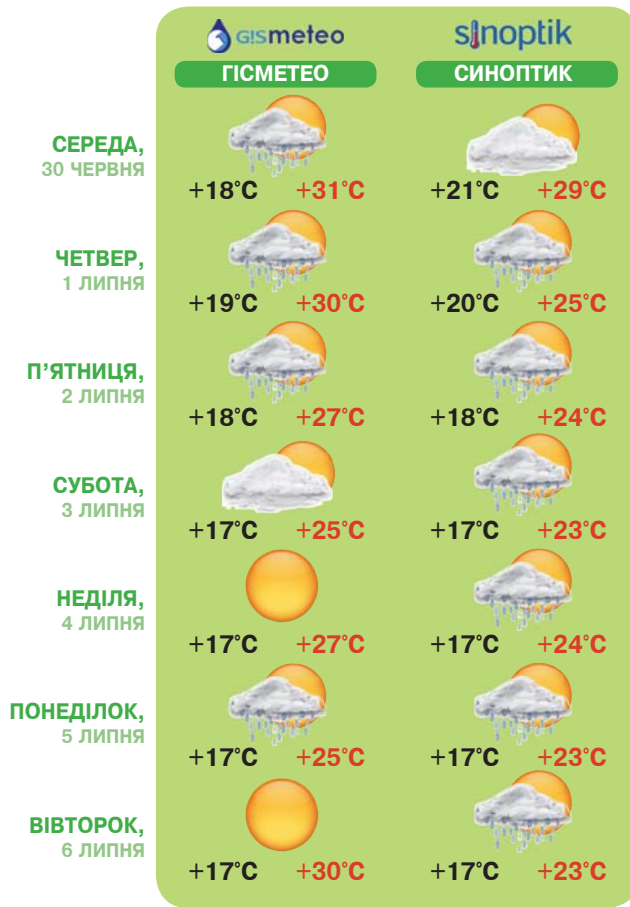 GISmeteo sinoptik
ГІСМЕТЕО СИНОПТИК
СЕРЕДА,
30 ЧЕРВНЯ
+18°C +31°C +21°C +29°C
ЧЕТВЕР,
1 ЛИПНЯ
+19°C +30°C +20°C +25°C
П’ЯТНИЦЯ,
2 ЛИПНЯ
+18°C +27°C +18°C +24°C
СУБОТА,
3 ЛИПНЯ
+17°C +25°C +17°C +23°C
НЕДІЛЯ,
4 ЛИПНЯ
+17°C +27°C +17°C +24°C
ПОНЕДІЛОК,
5 ЛИПНЯ
+17°C +25°C +17°C +23°C
ВІВТОРОК,
6 ЛИПНЯ
+17°C +30°C +17°C +23°C